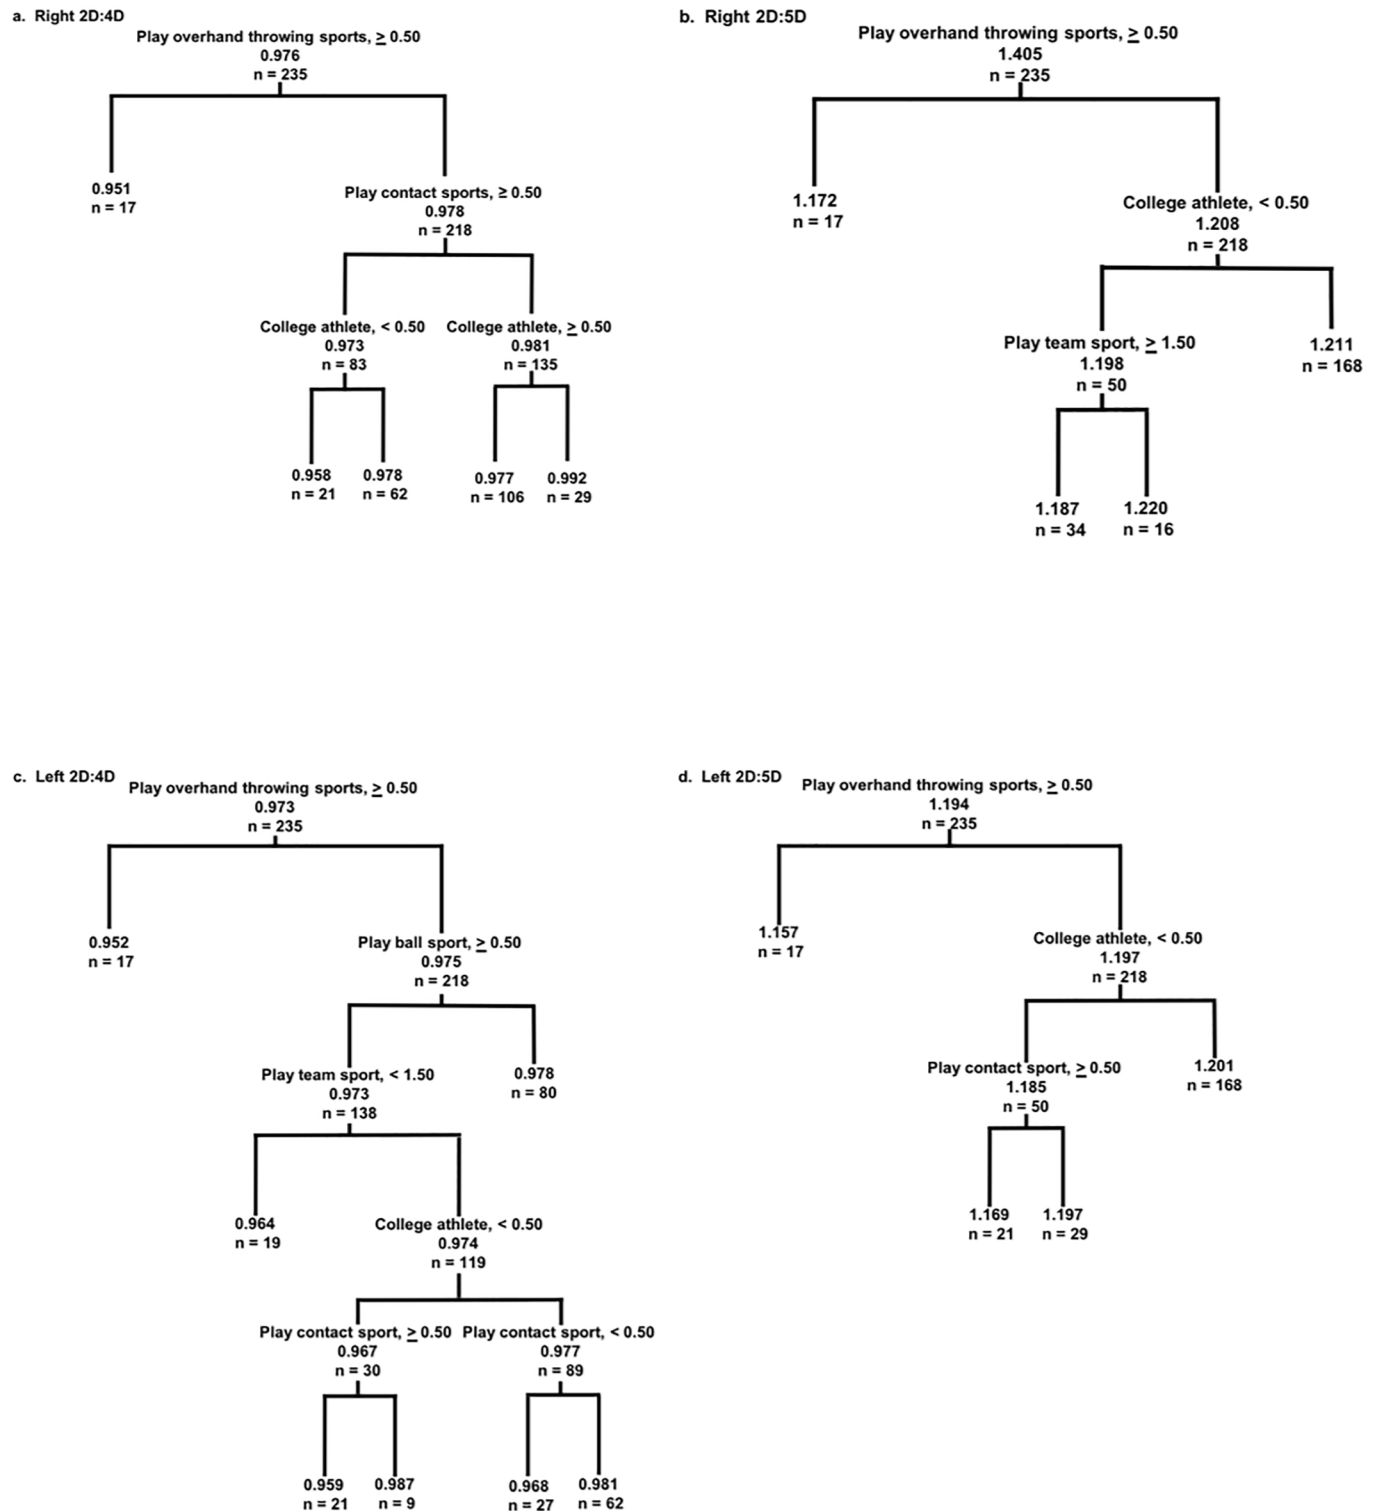 a. Right 2D:4D
Play overhand throwing sports, ≥ 0.50
0.976
n = 235
0.951
n = 17
Play contact sports, ≥ 0.50
0.978
n = 218
College athlete, < 0.50
0.973
n = 83
College athlete, ≥ 0.50
0.981
n = 135
0.958
n = 21
0.978
n = 62
0.977
n = 106
0.992
n = 29
b. Right 2D:5D
Play overhand throwing sports, ≥ 0.50
1.405
n = 235
1.172
n = 17
College athlete, < 0.50
1.208
n = 218
Play team sport, ≥ 1.50
1.198
n = 50
1.211
n = 168
1.187
n = 34
1.220
n = 16
c. Left 2D:4D
Play overhand throwing sports, ≥ 0.50
0.973
n = 235
0.952
n = 17
Play ball sport, ≥ 0.50
0.975
n = 218
Play team sport, < 1.50
0.973
n = 138
0.978
n = 80
0.964
n = 19
College athlete, < 0.50
0.974
n = 119
Play contact sport, ≥ 0.50
0.967
n = 30
Play contact sport, < 0.50
0.977
n = 89
0.959
n = 21
0.987
n = 9
0.968
n = 27
0.981
n = 62
d. Left 2D:5D
Play overhand throwing sports, ≥ 0.50
1.194
n = 235
1.157
n = 17
College athlete, < 0.50
1.197
n = 218
Play contact sport, ≥ 0.50
1.185
n = 50
1.201
n = 168
1.169
n = 21
1.197
n = 29